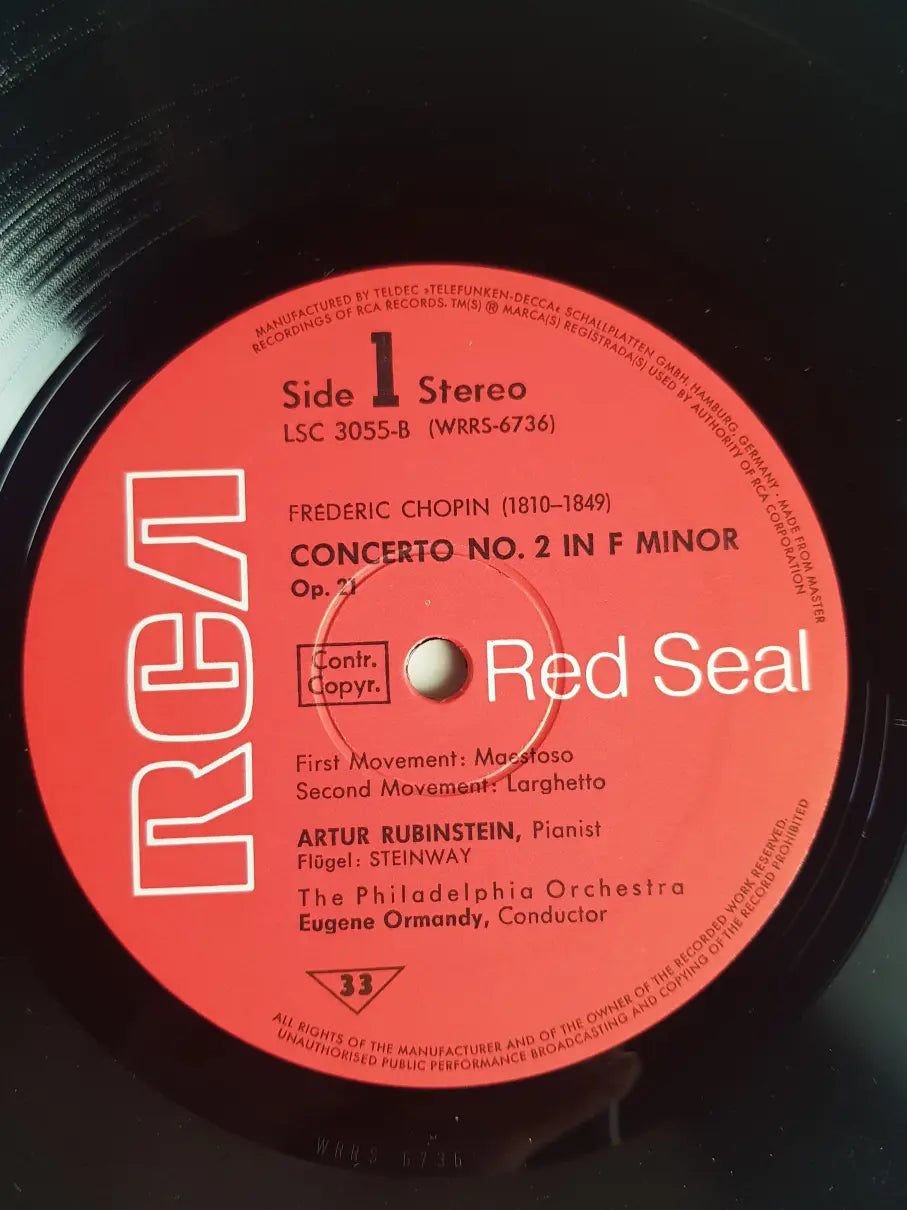 MANUFACTURED BY TELDEC »TELEFUNKEN-DECCA« SCHALLPLATTEN GMBH, HAMBURG, GERMANY · MADE FROM MASTER
RECORDINGS OF RCA RECORDS. TM(S) ® MARCA(S) REGISTRADA(S) USED BY AUTHORITY OF RCA CORPORATION
Side 1 Stereo
LSC 3055-B (WRRS-6736)
RCA
FRÉDÉRIC CHOPIN (1810–1849)
CONCERTO NO. 2 IN F MINOR
Op. 21
Contr.
Copyr.
Red Seal
First Movement: Maestoso
Second Movement: Larghetto
ARTUR RUBINSTEIN, Pianist
Flügel: STEINWAY
The Philadelphia Orchestra
Eugene Ormandy, Conductor
33
ALL RIGHTS OF THE MANUFACTURER AND OF THE OWNER OF THE RECORDED WORK RESERVED.
UNAUTHORISED PUBLIC PERFORMANCE BROADCASTING AND COPYING OF THE RECORD PROHIBITED
WRRS 6736